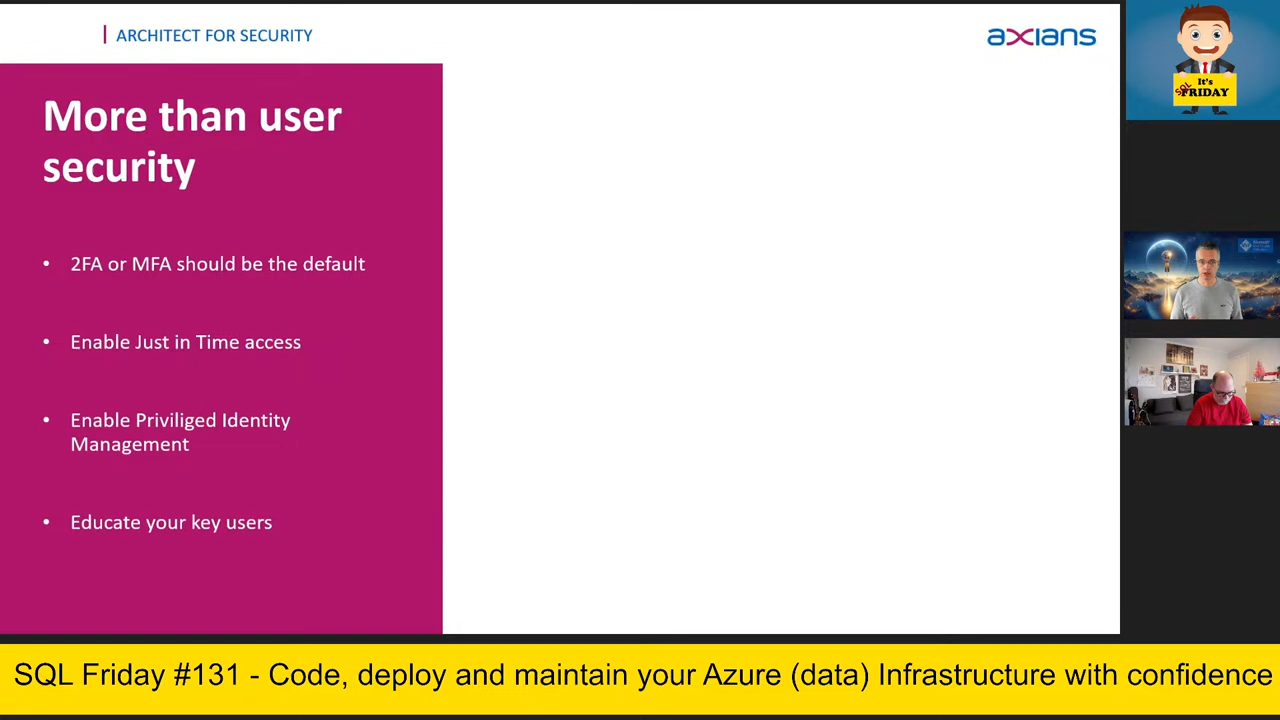 ARCHITECT FOR SECURITY
axians
It's
SQL
FRIDAY
More than user
security
• 2FA or MFA should be the default
• Enable Just in Time access
• Enable Priviliged Identity
Management
• Educate your key users
SQL Friday #131 - Code, deploy and maintain your Azure (data) Infrastructure with confidence